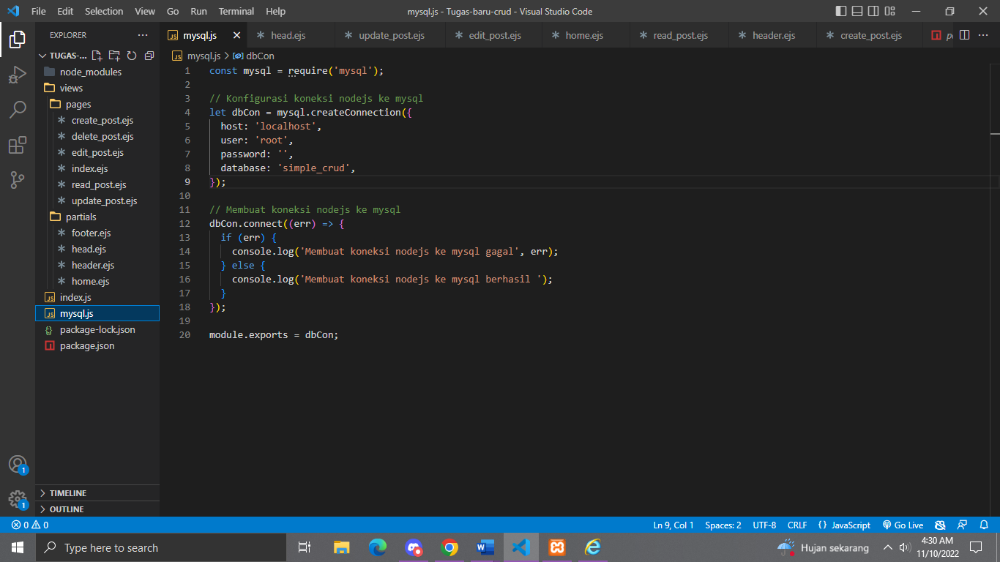 File Edit Selection View Go Run Terminal Help mysql.js - Tugas-baru-crud - Visual Studio Code
EXPLORER ···
mysql.js head.ejs update_post.ejs edit_post.ejs home.ejs read_post.ejs header.ejs create_post.ejs
TUGAS-...
node_modules
views
pages
create_post.ejs
delete_post.ejs
edit_post.ejs
index.ejs
read_post.ejs
update_post.ejs
partials
footer.ejs
head.ejs
header.ejs
home.ejs
index.js
mysql.js
package-lock.json
package.json
TIMELINE
OUTLINE
JS mysql.js > dbCon
1 const mysql = require('mysql');
2
3 // Konfigurasi koneksi nodejs ke mysql
4 let dbCon = mysql.createConnection({
5 host: 'localhost',
6 user: 'root',
7 password: '',
8 database: 'simple_crud',
9 });
10
11 // Membuat koneksi nodejs ke mysql
12 dbCon.connect((err) => {
13 if (err) {
14 console.log('Membuat koneksi nodejs ke mysql gagal', err);
15 } else {
16 console.log('Membuat koneksi nodejs ke mysql berhasil ');
17 }
18 });
19
20 module.exports = dbCon;
1
1
0 0 Ln 9, Col 1 Spaces: 2 UTF-8 CRLF {} JavaScript Go Live
Type here to search Hujan sekarang 4:30 AM
11/10/2022